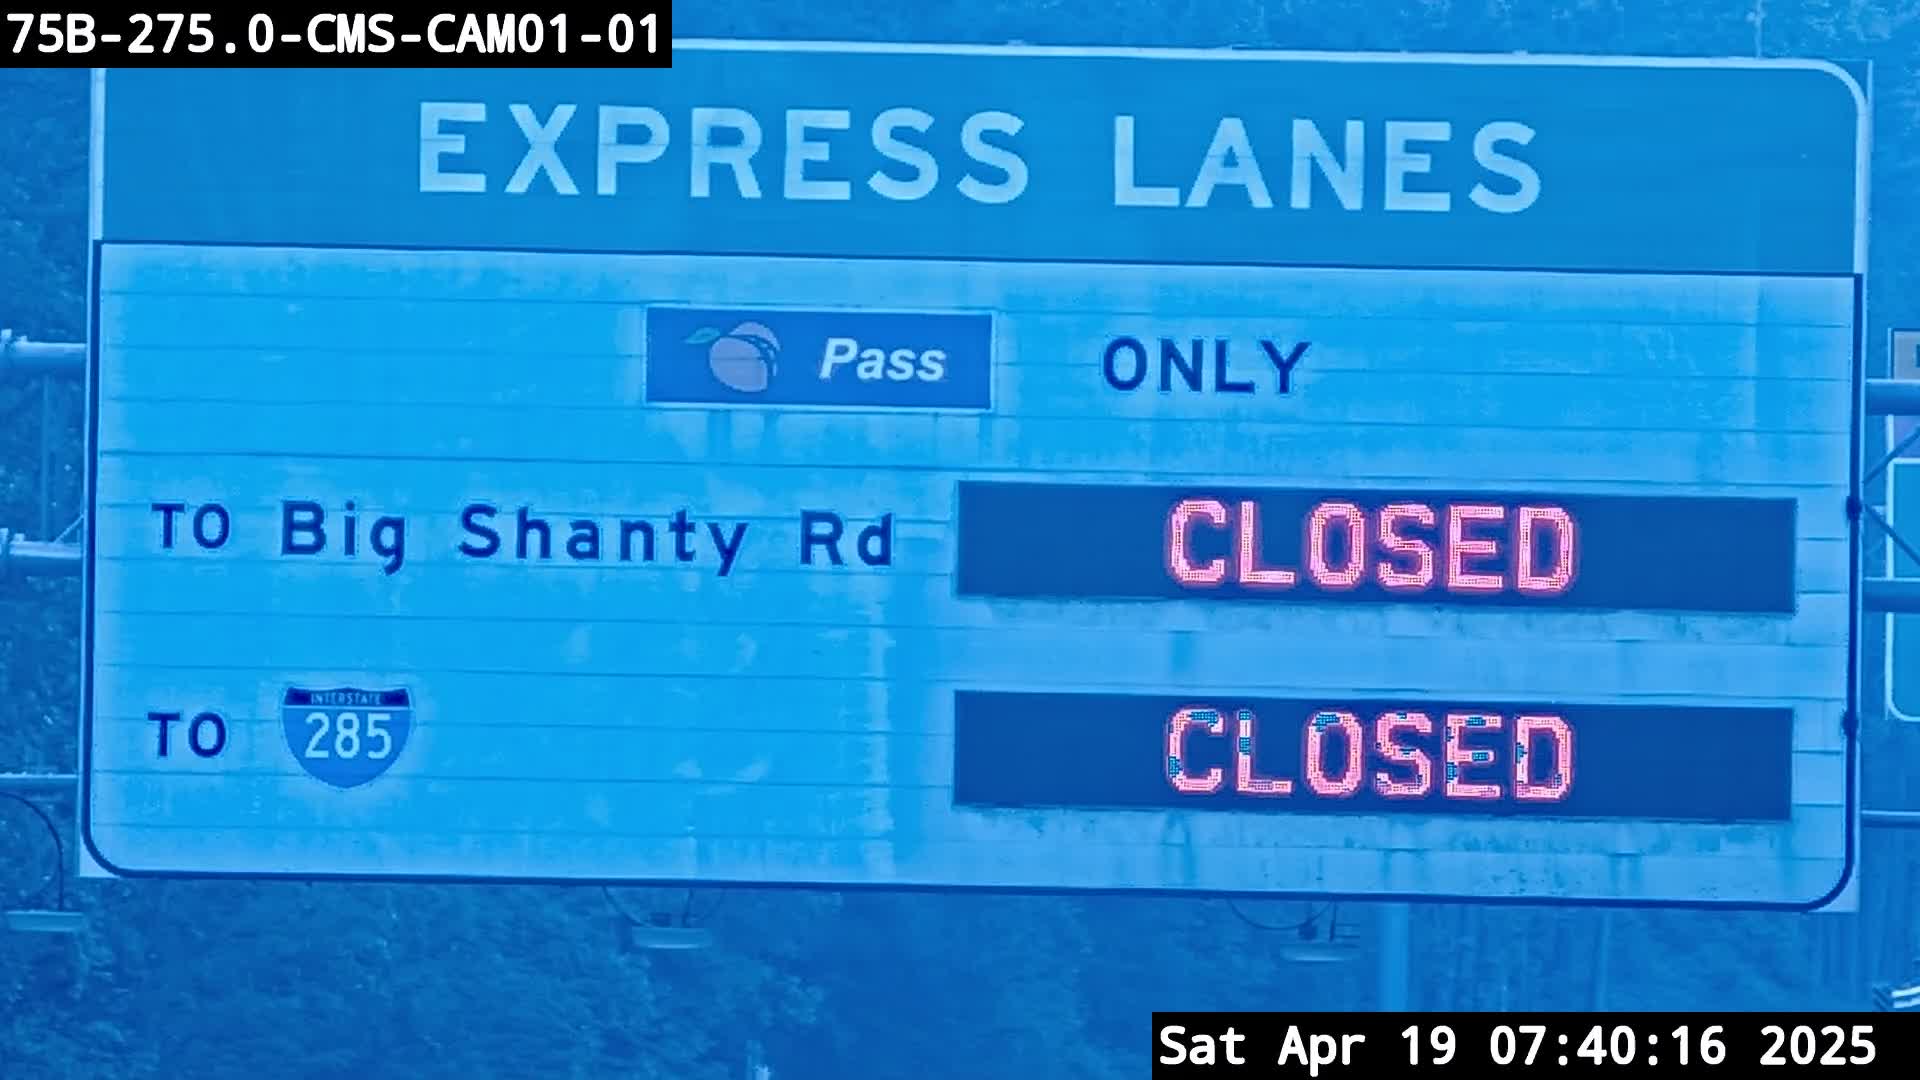 75B-275.0-CMS-CAM01-01
EXPRESS LANES
Pass ONLY
TO Big Shanty Rd CLOSED
INTERSTATE
TO 285 CLOSED
Sat Apr 19 07:40:16 2025